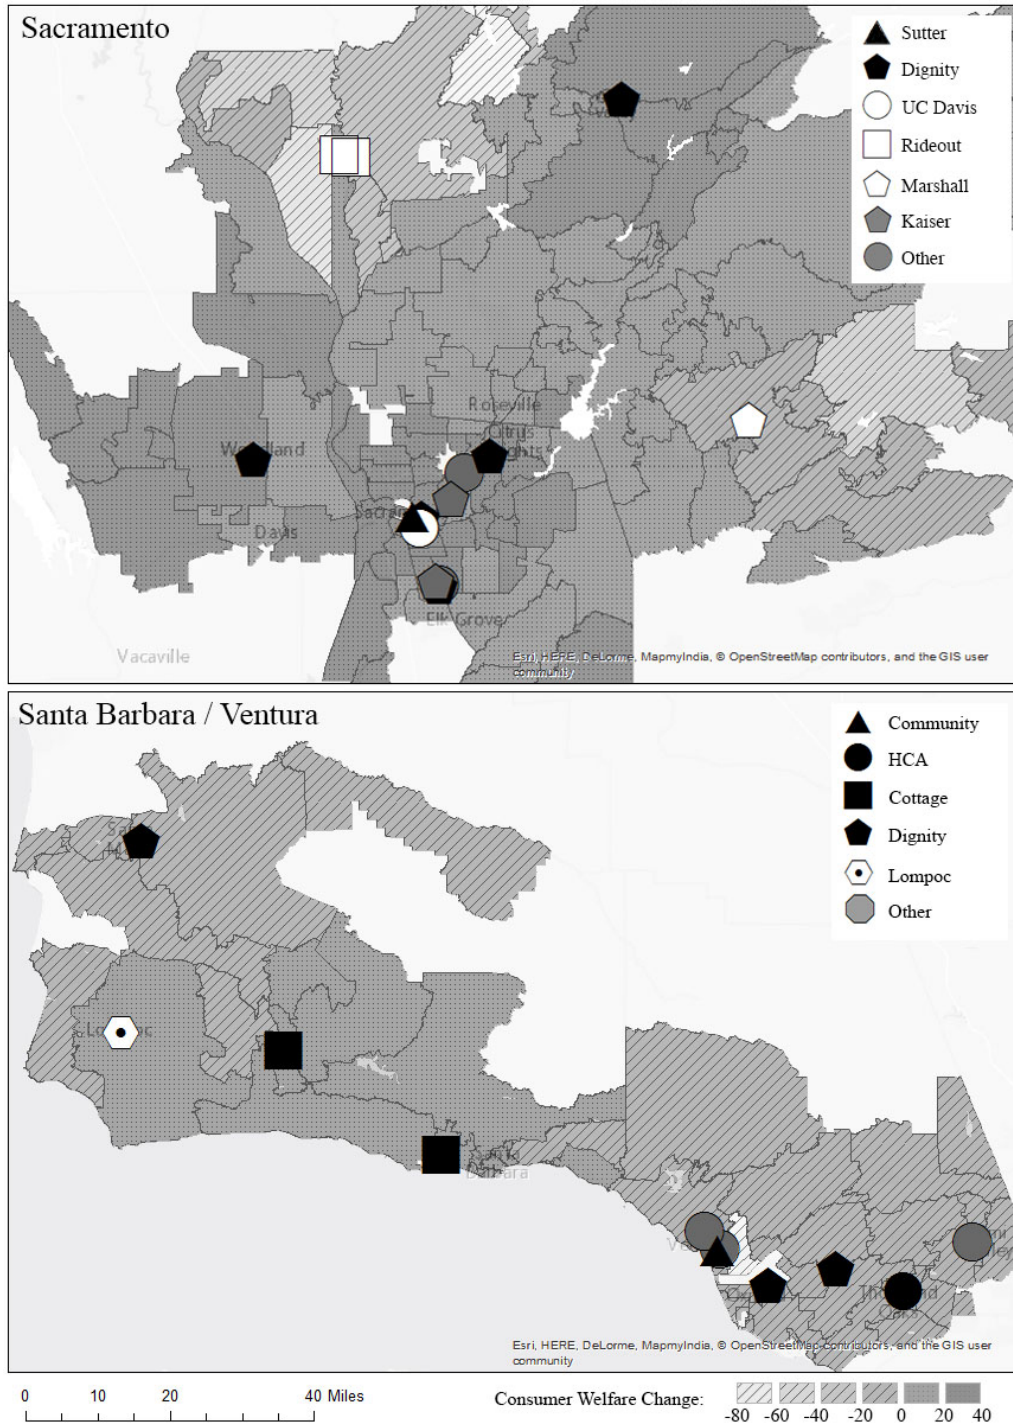 Sacramento
Sutter
Dignity
UC Davis
Rideout
Marshall
Kaiser
Other
Roseville
Citrus
Woodland
Davis
Elk Grove
Vacaville
Esri, HERE, DeLorme, MapmyIndia, © OpenStreetMap contributors, and the GIS user
community
Santa Barbara / Ventura
Community
HCA
Cottage
Dignity
Lompoc
Other
Santa
Barbara
Esri, HERE, DeLorme, MapmyIndia, © OpenStreetMap contributors, and the GIS user
community
0 10 20 40 Miles
Consumer Welfare Change:
-80 -60 -40 -20 0 20 40